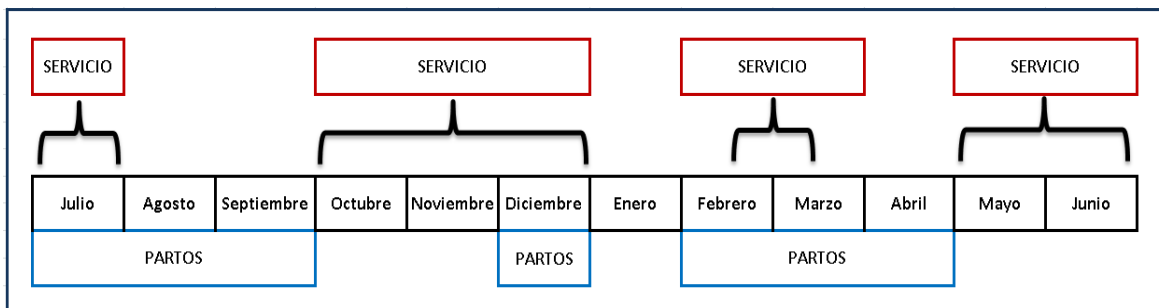 SERVICIO SERVICIO SERVICIO SERVICIO
Julio Agosto Septiembre Octubre Noviembre Diciembre Enero Febrero Marzo Abril Mayo Junio
PARTOS PARTOS PARTOS